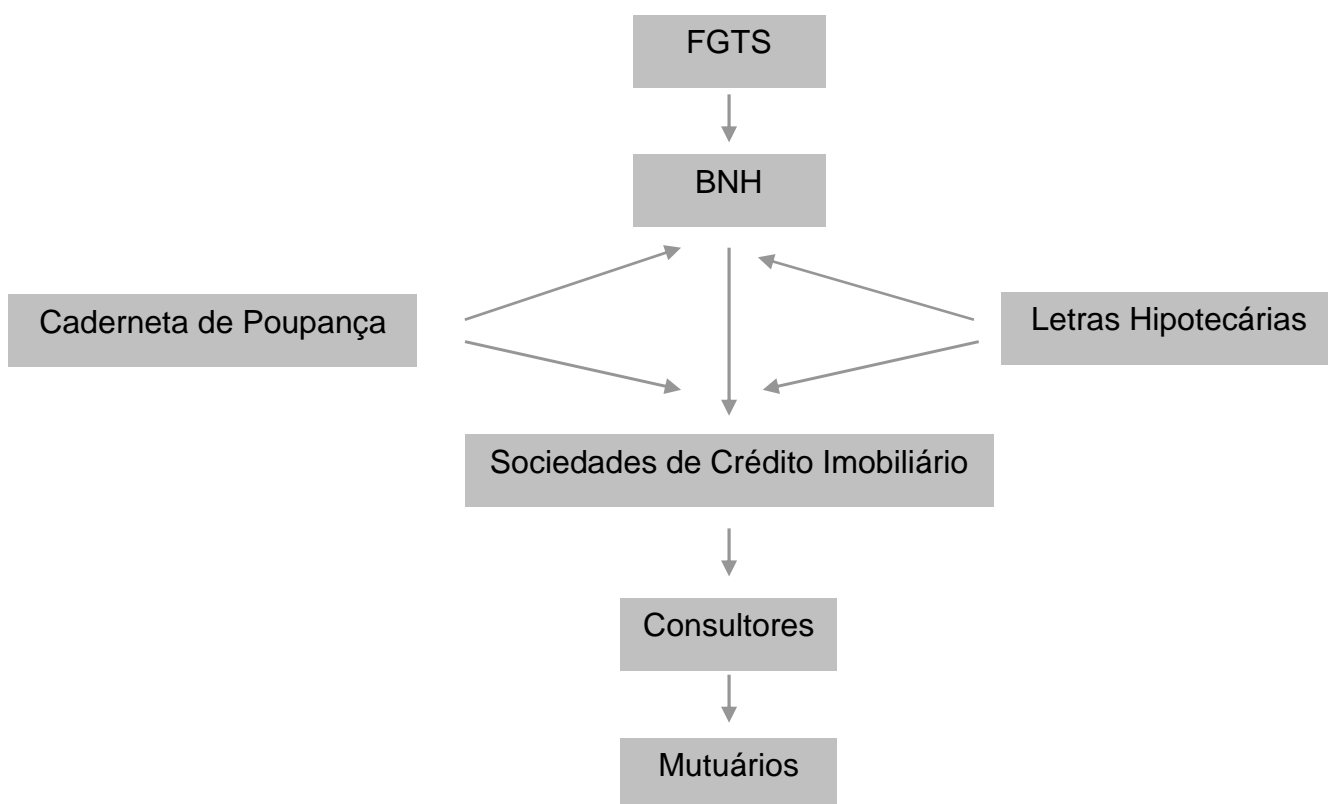 FGTS
BNH
Caderneta de Poupança
Letras Hipotecárias
Sociedades de Crédito Imobiliário
Consultores
Mutuários